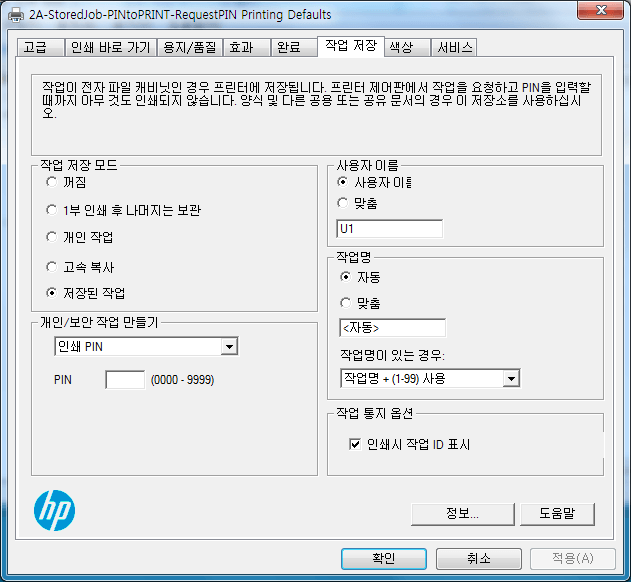 2A-StoredJob-PINtoPRINT-RequestPIN Printing Defaults
고급 인쇄 바로 가기 용지/품질 효과 완료 작업 저장 색상 서비스
작업이 전자 파일 캐비닛인 경우 프린터에 저장됩니다. 프린터 제어판에서 작업을 요청하고 PIN을 입력할
때까지 아무 것도 인쇄되지 않습니다. 양식 및 다른 공용 또는 공유 문서의 경우 이 저장소를 사용하십시
오.
작업 저장 모드
꺼짐
1부 인쇄 후 나머지는 보관
개인 작업
고속 복사
저장된 작업
개인/보안 작업 만들기
인쇄 PIN
PIN (0000 - 9999)
사용자 이름
사용자 이름
맞춤
U1
작업명
자동
맞춤
<자동>
작업명이 있는 경우:
작업명 + (1-99) 사용
작업 통지 옵션
인쇄시 작업 ID 표시
hp
정보... 도움말
확인 취소 적용(A)